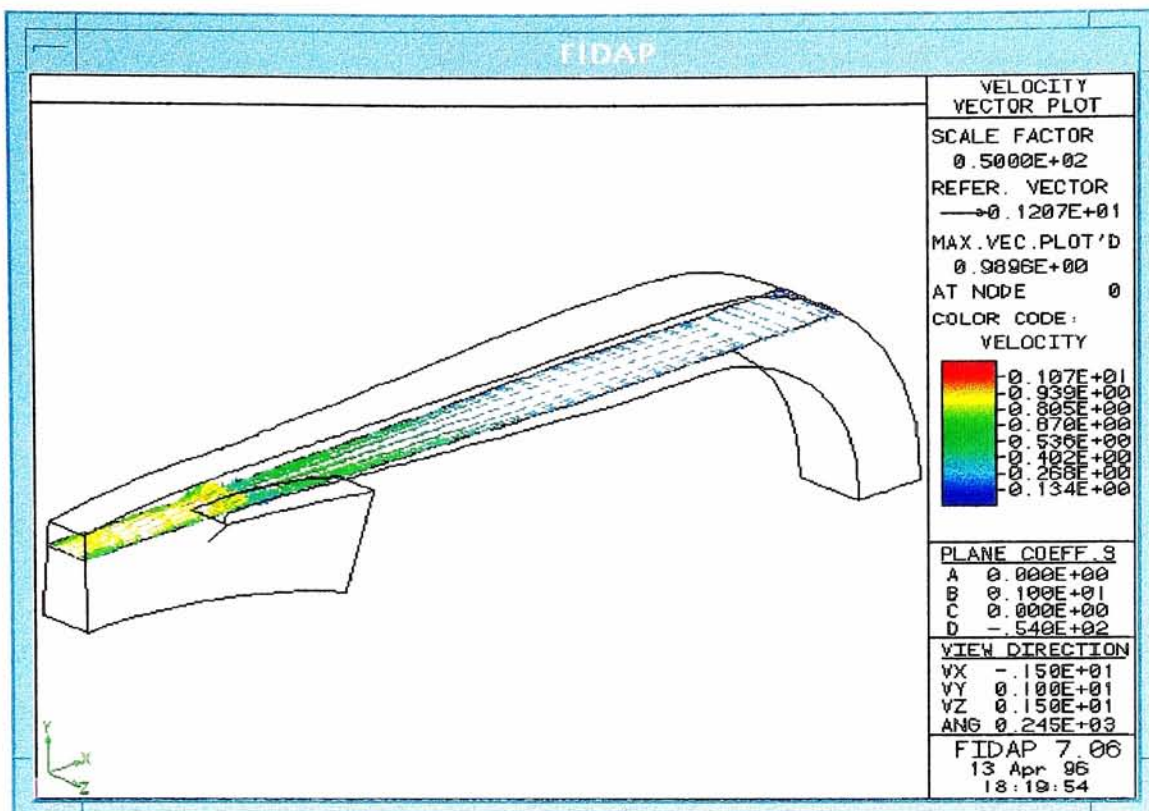 FIDAP
VELOCITY
VECTOR PLOT
SCALE FACTOR
0.5000E+02
REFER. VECTOR
0.1207E+01
MAX.VEC.PLOT'D
0.9896E+00
AT NODE 0
COLOR CODE:
VELOCITY
0.107E+01
0.939E+00
0.805E+00
0.670E+00
0.536E+00
0.402E+00
0.268E+00
0.134E+00
PLANE COEFF.S
A 0.000E+00
B 0.100E+01
C 0.000E+00
D -.540E+02
VIEW DIRECTION
VX -.150E+01
VY 0.100E+01
VZ 0.150E+01
ANG 0.245E+03
FIDAP 7.06
13 Apr 96
18:19:54
Y
X
Z